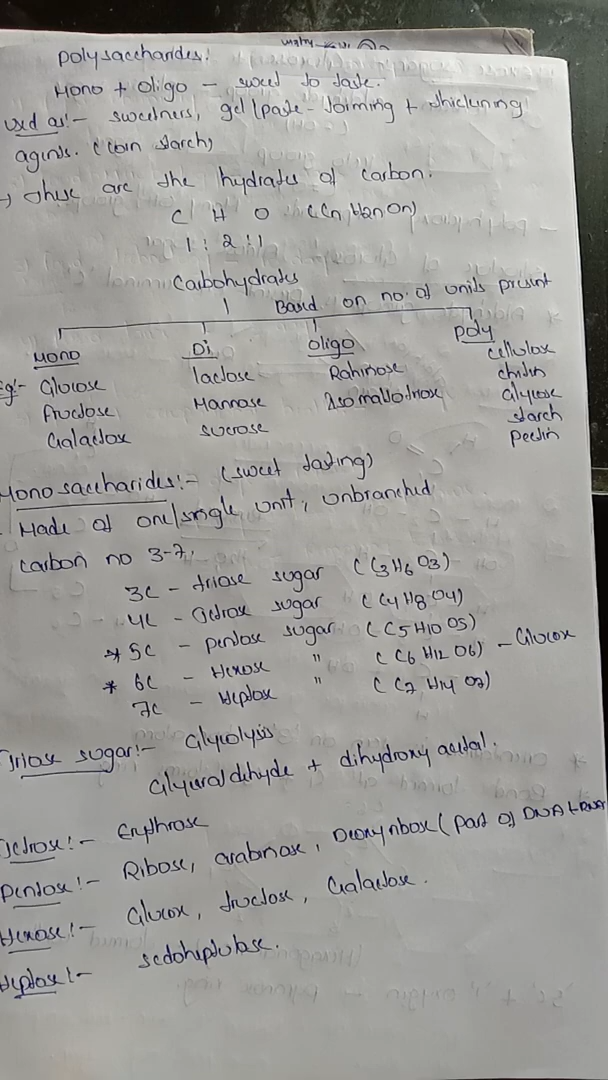 polysaccharides:
Mono + oligo - sweet to taste.
Used as:- sweetness, gel/paste forming + thickening
agents. (corn starch)
→ These are the hydrates of carbon.
C H O (CnH2nOn)
1 : 2 : 1
Carbohydrates
Based on no. of units present
Mono Di oligo poly
Eg:- Glucose lactose Rahinose cellulose
fructose Mannose Isomaltotriose chitin
Galactose sucrose Glycose
starch
Pectin
Monosaccharides:- (sweet tasting)
Made of one/single unit, unbranched
carbon no 3-7.
3C - triose sugar (C3H6O3)
4C - Tetrose sugar (C4H8O4)
* 5C - pentose sugar (C5H10O5)
* 6C - Hexose " (C6H12O6) - Glucose
7C - Heptose " (C7H14O7)
Triose sugar:- Glycolysis
Glyceraldehyde + dihydroxy acetal.
Tetrose:- Erythrose
Pentose:- Ribose, arabinose, Deoxyribose (part of DNA & RNA
Hexose:- Glucose, fructose, Galactose.
Heptose:- sedoheptulose.